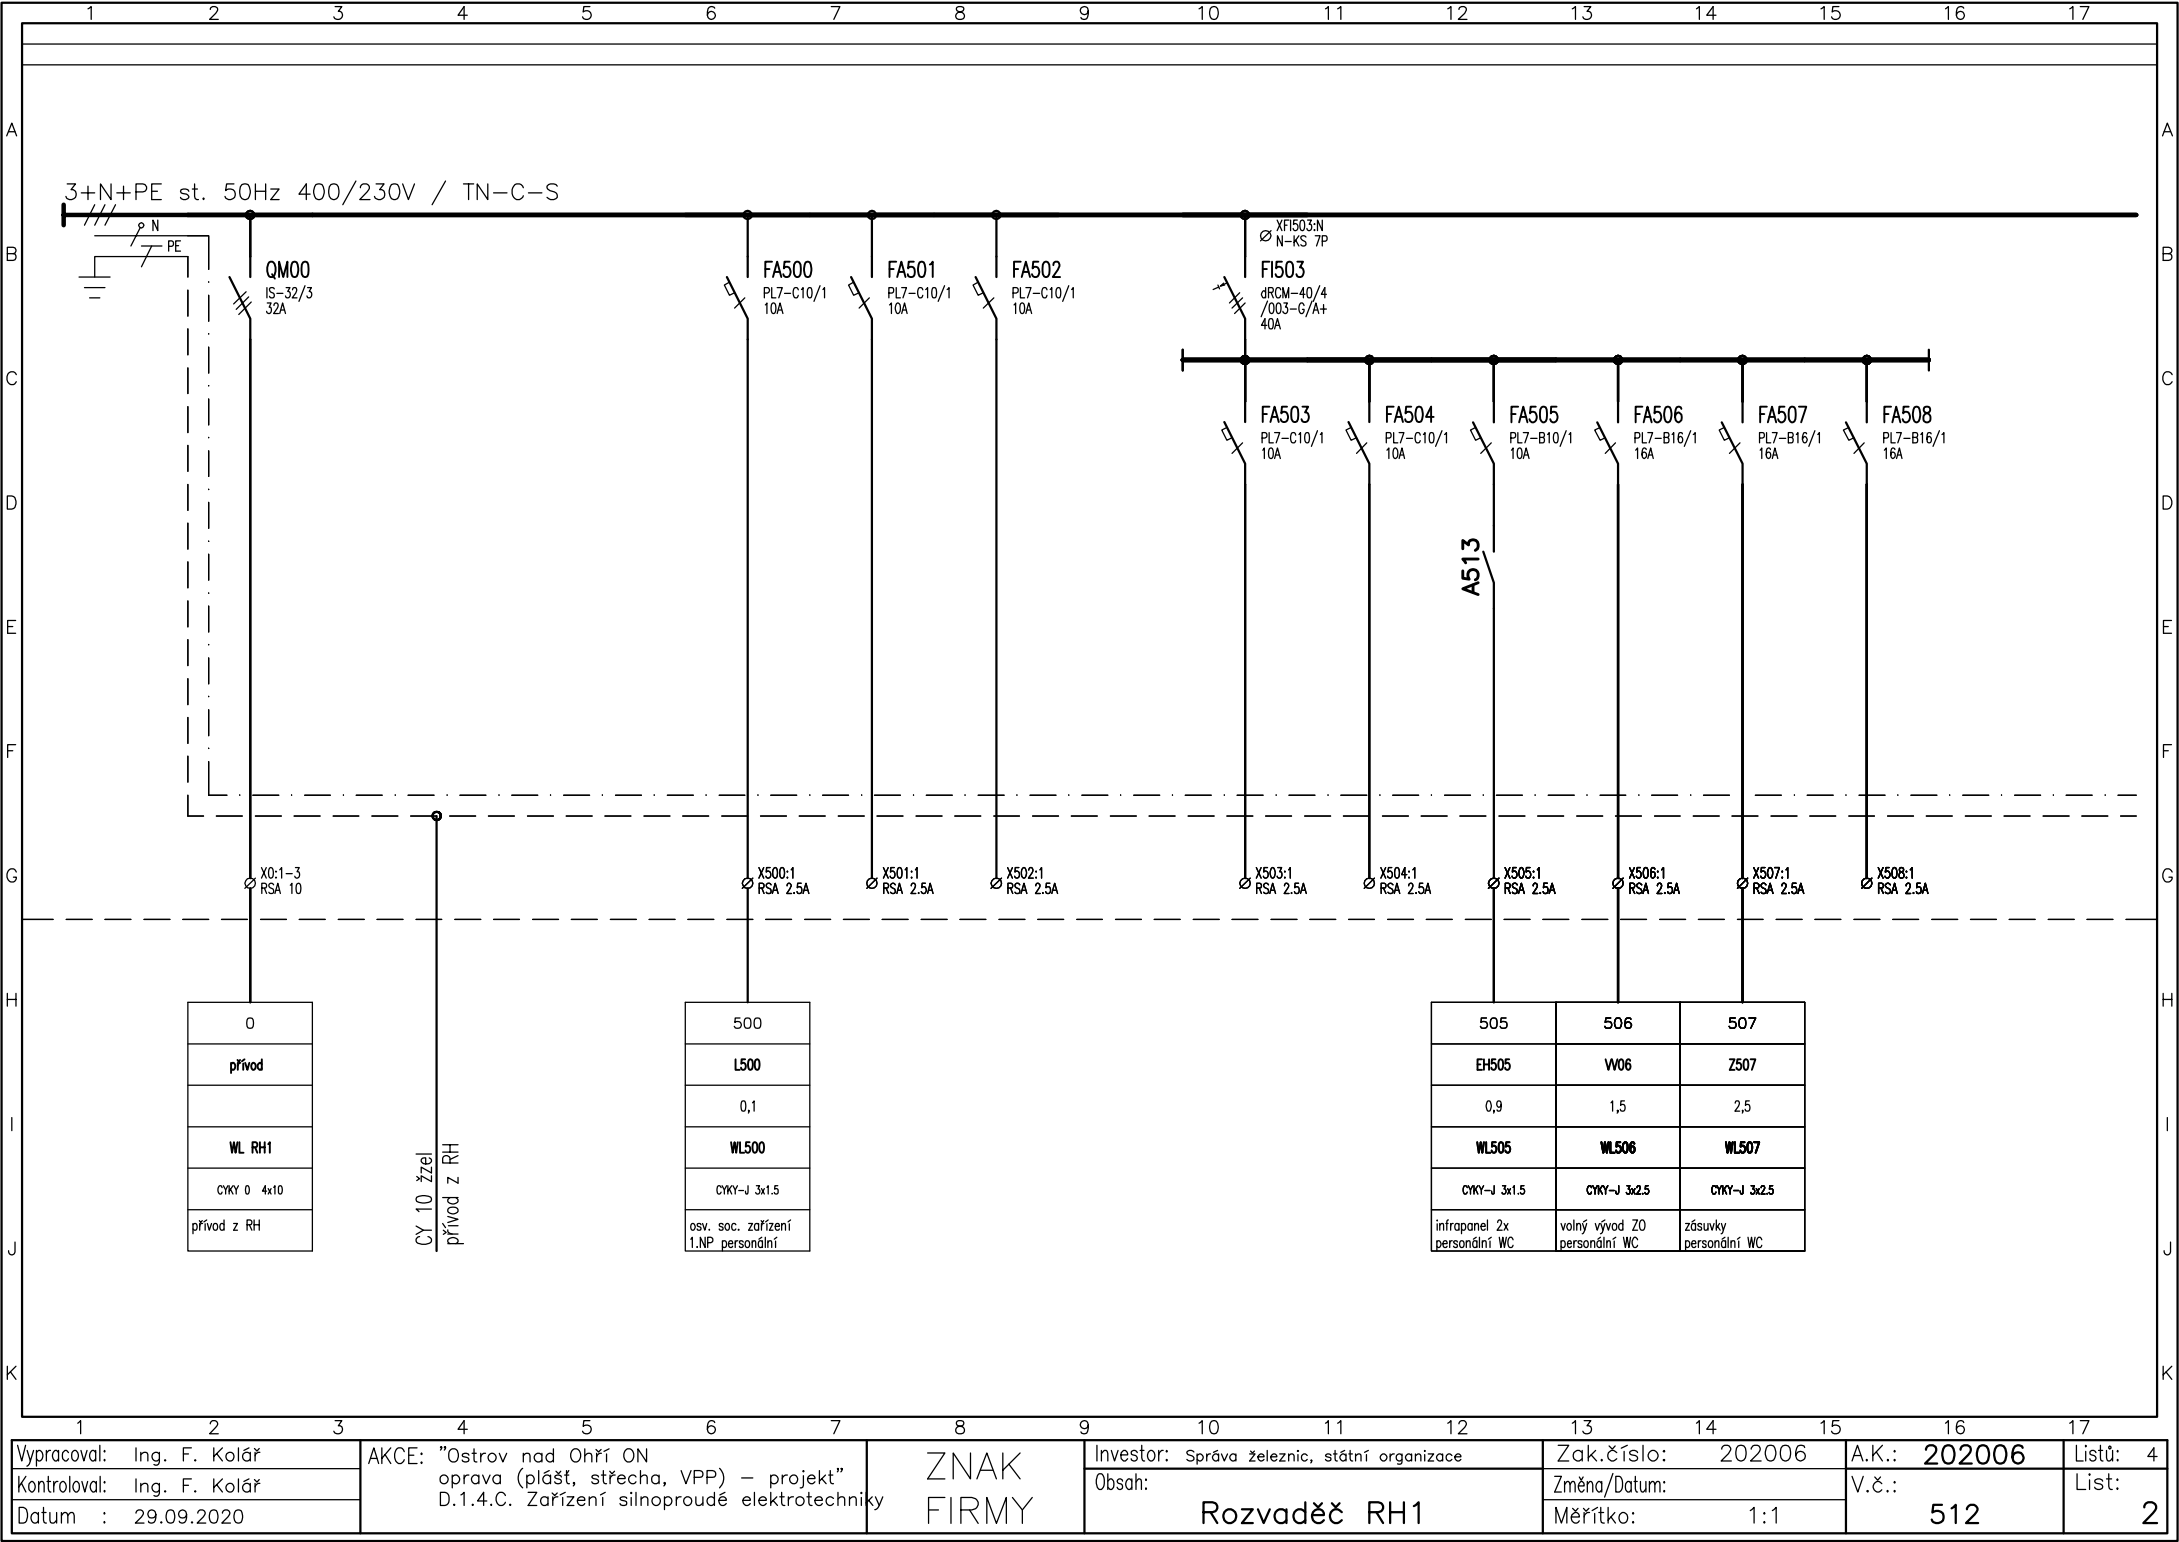 1 2 3 4 5 6 7 8 9 10 11 12 13 14 15 16 17
A A
3+N+PE st. 50Hz 400/230V / TN-C-S
N
PE
B B
XFI503:N
N-KS 7P
QM00
IS-32/3
32A
FA500
PL7-C10/1
10A
FA501
PL7-C10/1
10A
FA502
PL7-C10/1
10A
FI503
dRCM-40/4
/003-G/A+
40A
C C
FA503
PL7-C10/1
10A
FA504
PL7-C10/1
10A
FA505
PL7-B10/1
10A
FA506
PL7-B16/1
16A
FA507
PL7-B16/1
16A
FA508
PL7-B16/1
16A
D D
A513
E E
F F
G G
X0:1-3
RSA 10
X500:1
RSA 2.5A
X501:1
RSA 2.5A
X502:1
RSA 2.5A
X503:1
RSA 2.5A
X504:1
RSA 2.5A
X505:1
RSA 2.5A
X506:1
RSA 2.5A
X507:1
RSA 2.5A
X508:1
RSA 2.5A
H H
0
přívod
WL RH1
CYKY 0 4x10
přívod z RH
CY 10 žzel
přívod z RH
500
L500
0,1
WL500
CYKY-J 3x1.5
osv. soc. zařízení
1.NP personální
505
EH505
0,9
WL505
CYKY-J 3x1.5
infrapanel 2x
personální WC
506
VV06
1,5
WL506
CYKY-J 3x2.5
volný vývod ZO
personální WC
507
Z507
2,5
WL507
CYKY-J 3x2.5
zásuvky
personální WC
I I
J J
K K
1 2 3 4 5 6 7 8 9 10 11 12 13 14 15 16 17
Vypracoval: Ing. F. Kolář
Kontroloval: Ing. F. Kolář
Datum : 29.09.2020
AKCE: "Ostrov nad Ohří ON
oprava (plášť, střecha, VPP) - projekt"
D.1.4.C. Zařízení silnoproudé elektrotechniky
ZNAK
FIRMY
Investor: Správa železnic, státní organizace
Obsah:
Rozvaděč RH1
Zak.číslo: 202006
Změna/Datum:
Měřítko: 1:1
A.K.: 202006
V.č.:
512
Listů: 4
List:
2